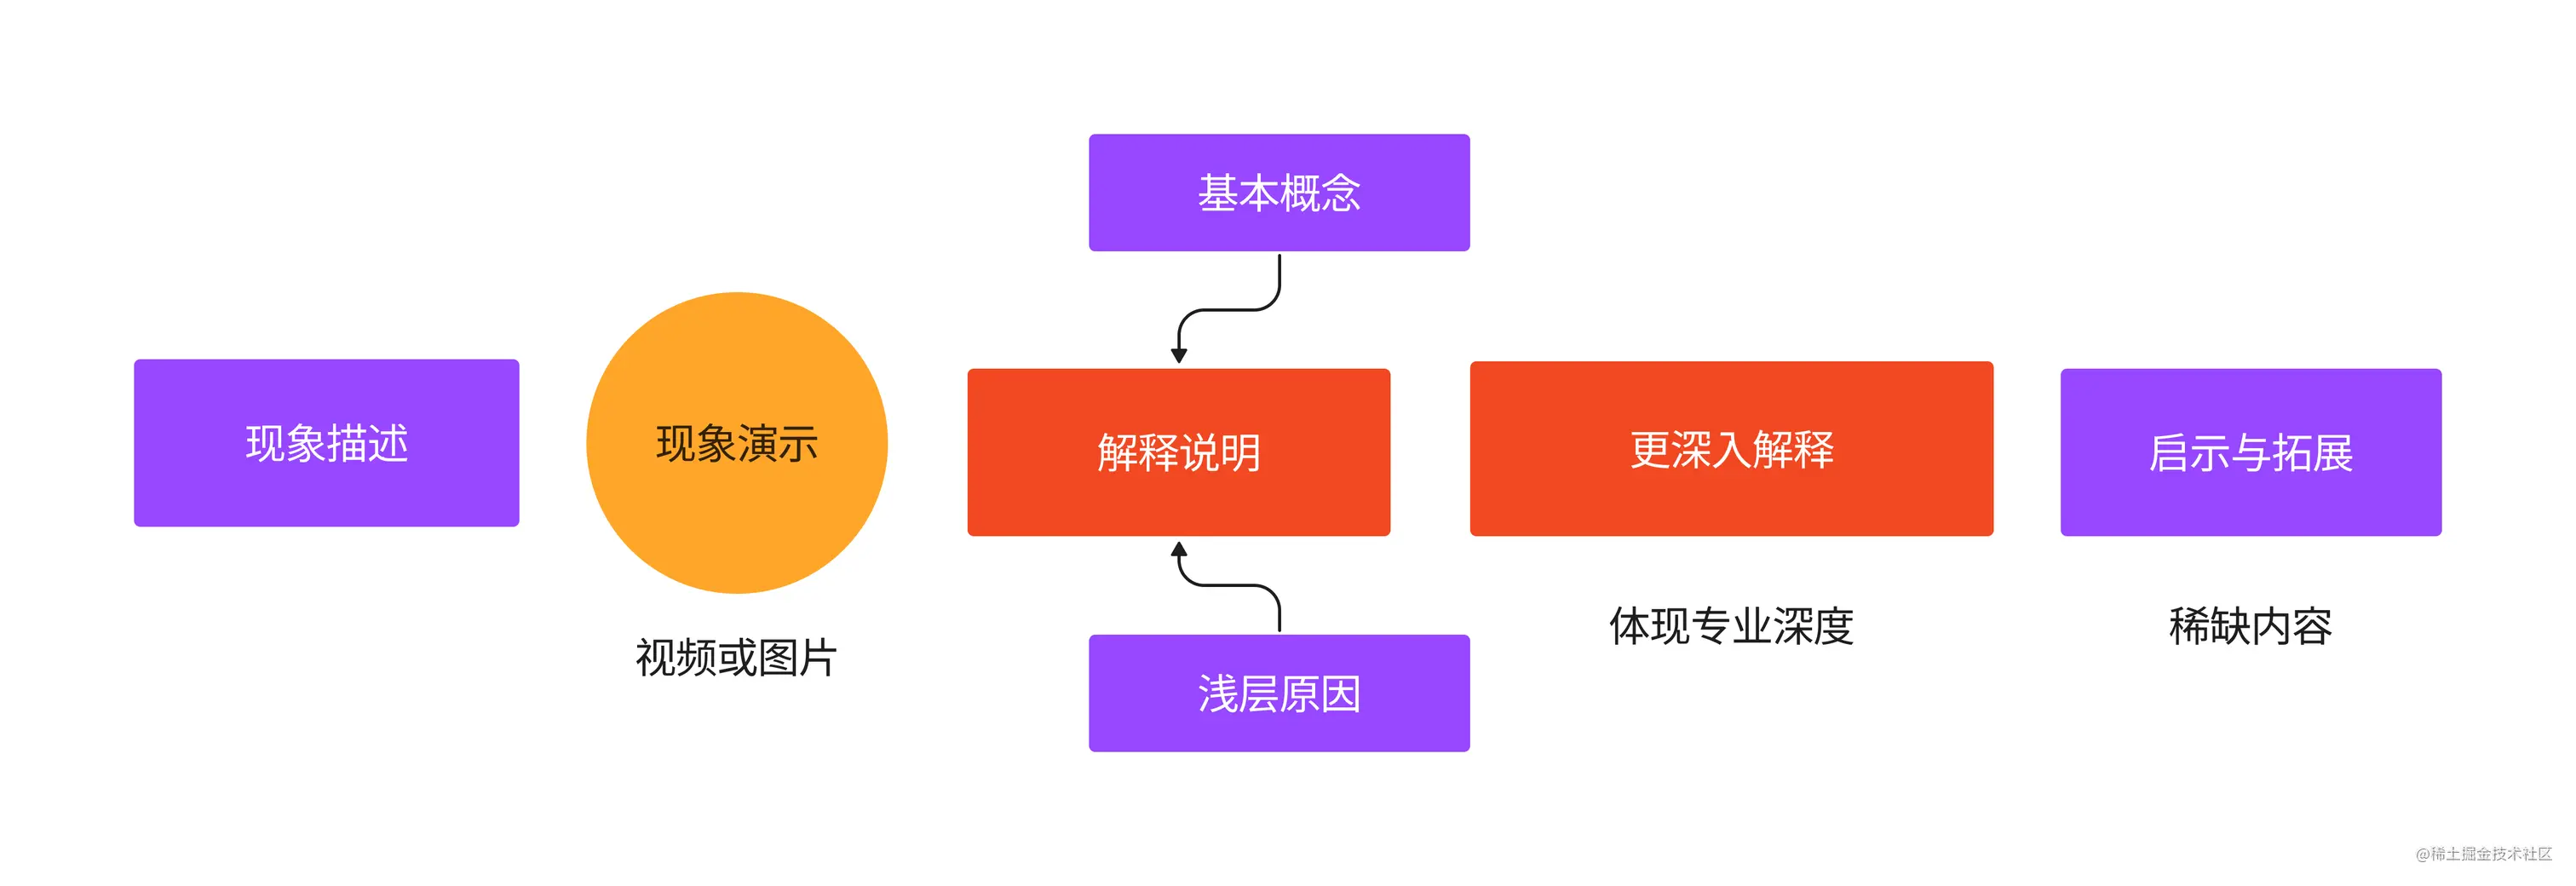 基本概念
现象描述
现象演示
解释说明
更深入解释
启示与拓展
视频或图片
体现专业深度
稀缺内容
浅层原因
@稀土掘金技术社区